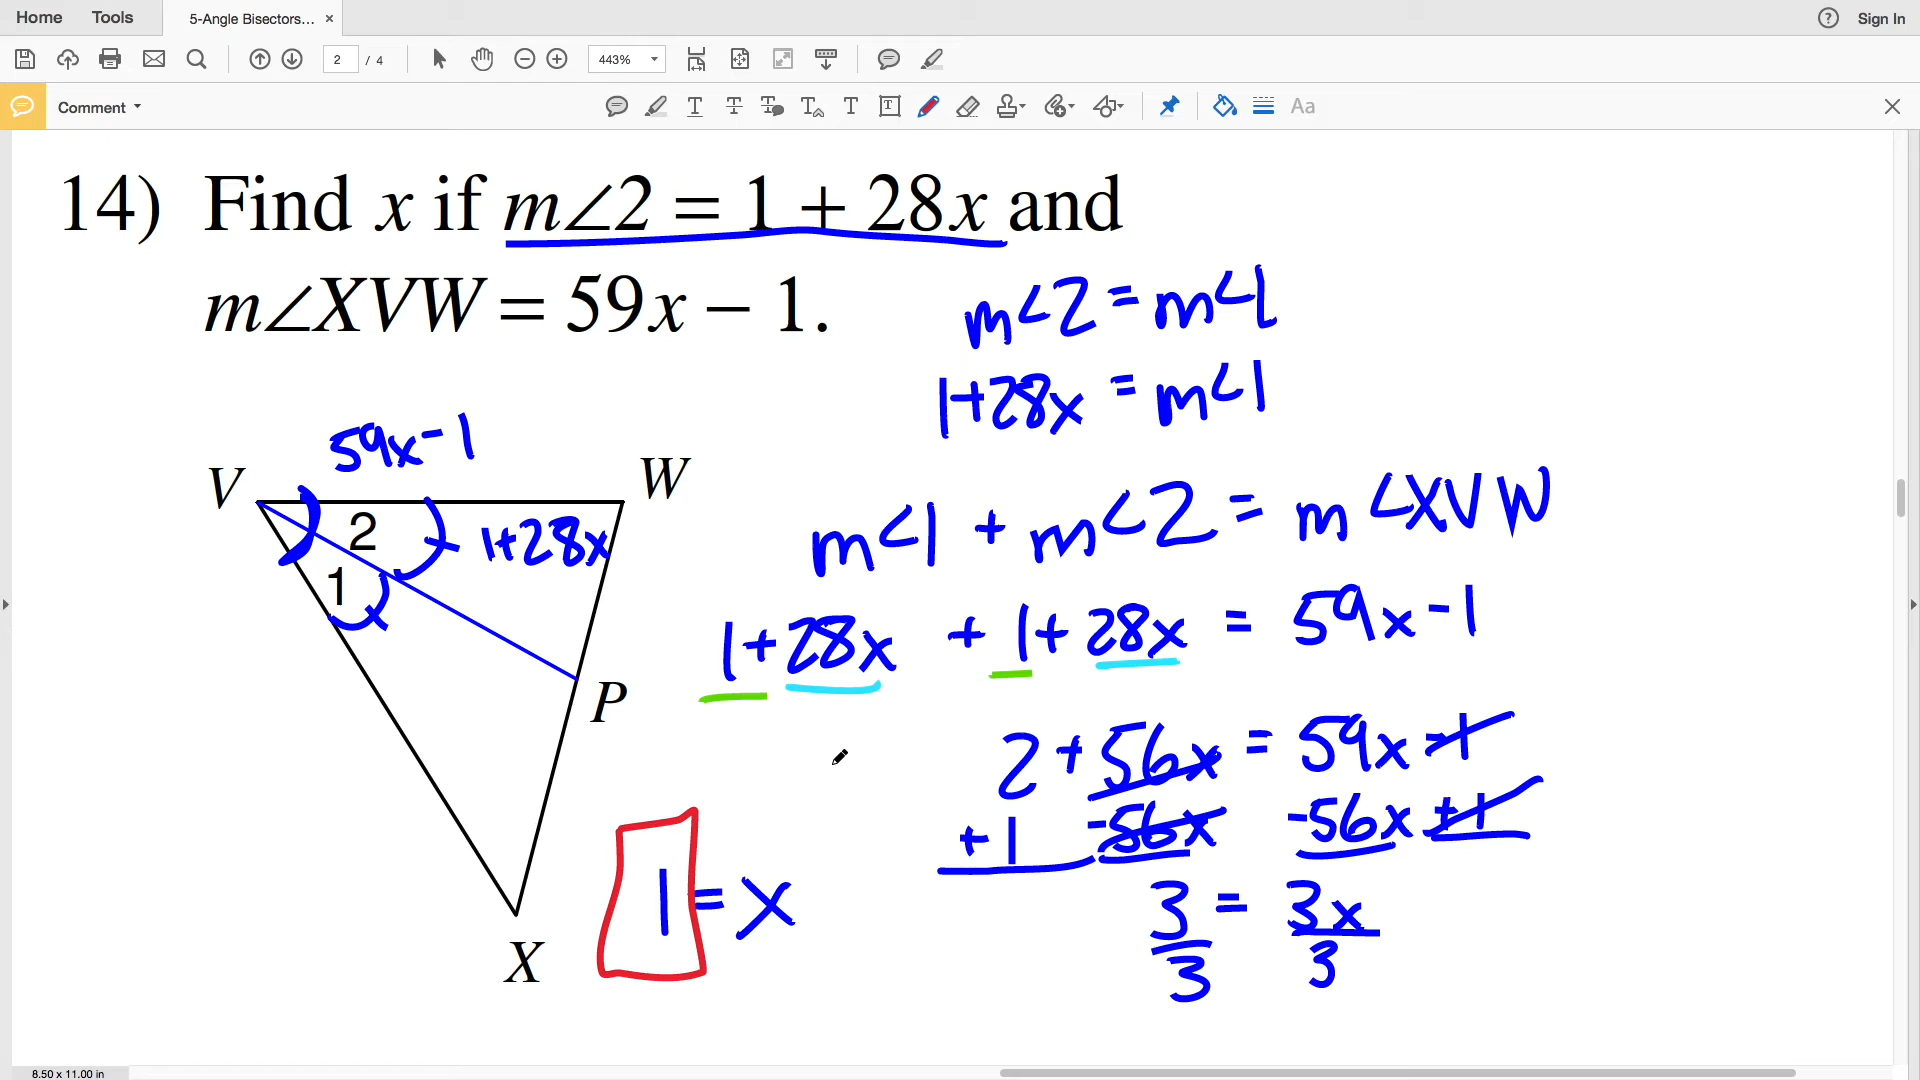 Home Tools 5-Angle Bisectors... × Sign In
2 / 4 443%
Comment Aa
14) Find x if m∠2 = 1 + 28x and
m∠XVW = 59x − 1.
m∠2 = m∠1
1+28x = m∠1
59x-1
V W
2 1+28x
1
P
X
m∠1 + m∠2 = m∠XVW
1+28x + 1+28x = 59x-1
2+56x = 59x-1
+1 -56x -56x +1
3 = 3x
3 3
1 = x
8.50 x 11.00 in